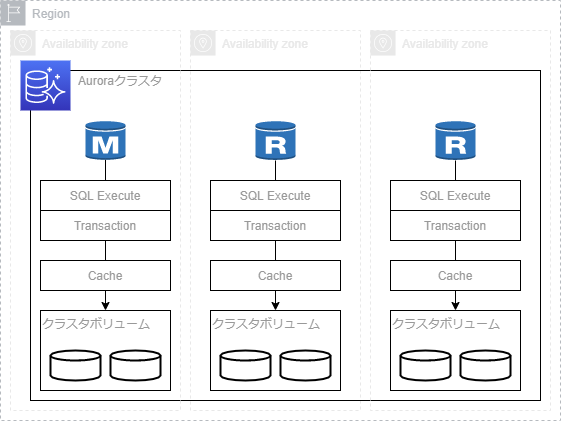 Region
Availability zone
Availability zone
Availability zone
Auroraクラスタ
M
R
R
SQL Execute
SQL Execute
SQL Execute
Transaction
Transaction
Transaction
Cache
Cache
Cache
クラスタボリューム
クラスタボリューム
クラスタボリューム